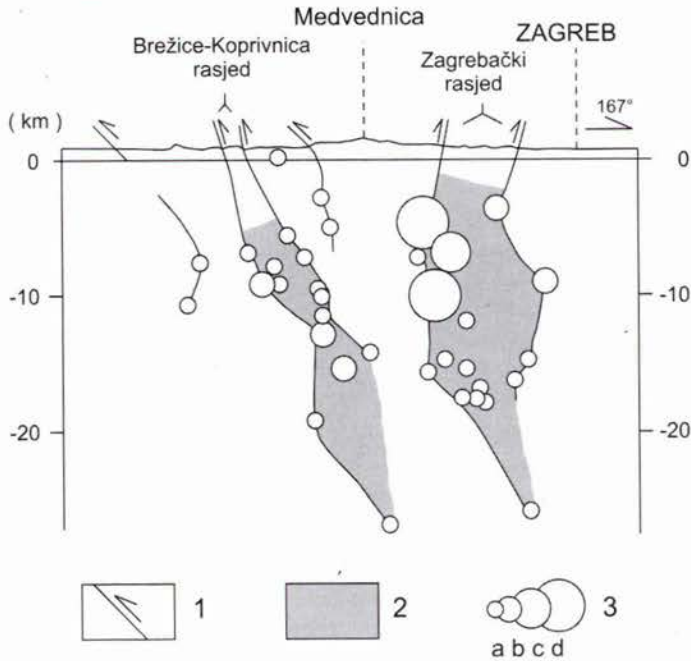 Medvednica
Brežice-Koprivnica
rasjed
Zagrebački
rasjed
ZAGREB
( km)
167°
0
0
-10
-10
-20
-20
1
2
3
a b c d